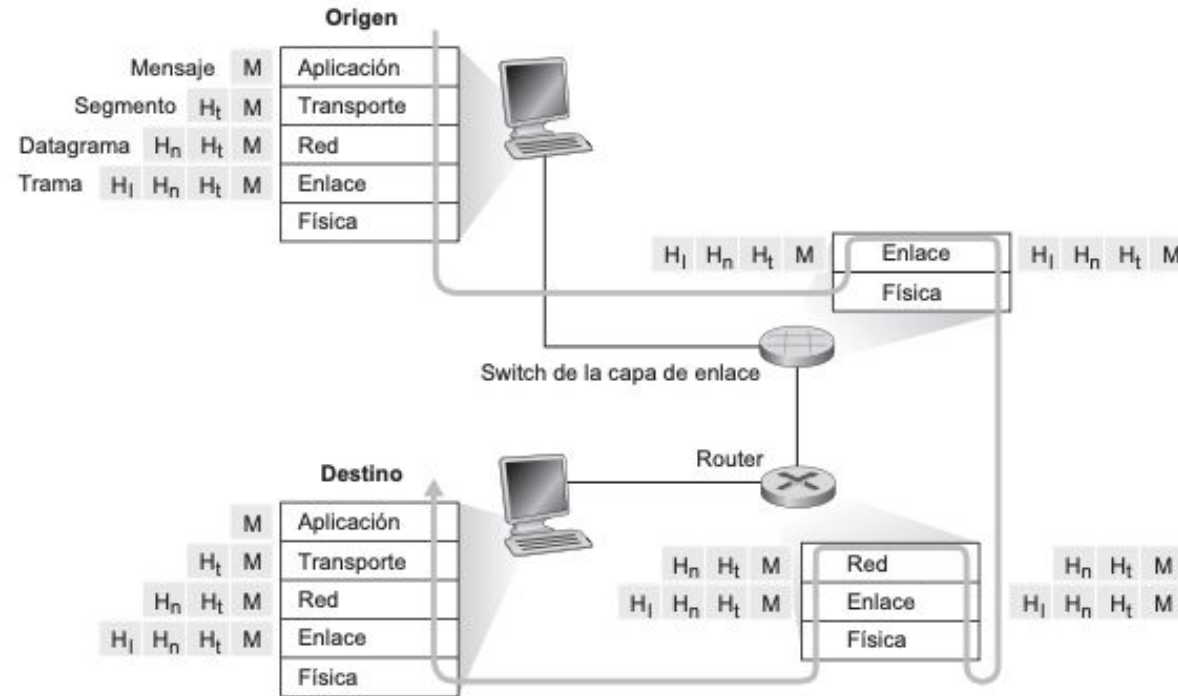 Origen
Mensaje M Aplicación
Segmento Ht M Transporte
Datagrama Hn Ht M Red
Trama Hl Hn Ht M Enlace
Física
Hl Hn Ht M Enlace Hl Hn Ht M
Física
Switch de la capa de enlace
Router
Destino
M Aplicación
Ht M Transporte
Hn Ht M Red
Hl Hn Ht M Enlace
Física
Hn Ht M Red Hn Ht M
Hl Hn Ht M Enlace Hl Hn Ht M
Física